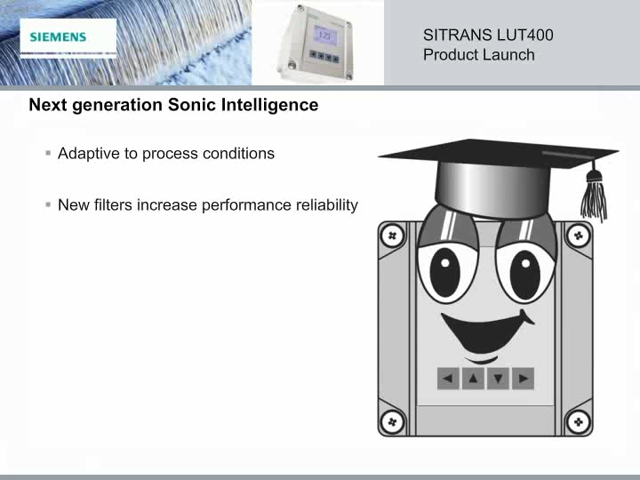 SIEMENS
SITRANS LUT400
Product Launch
Next generation Sonic Intelligence
Adaptive to process conditions
New filters increase performance reliability